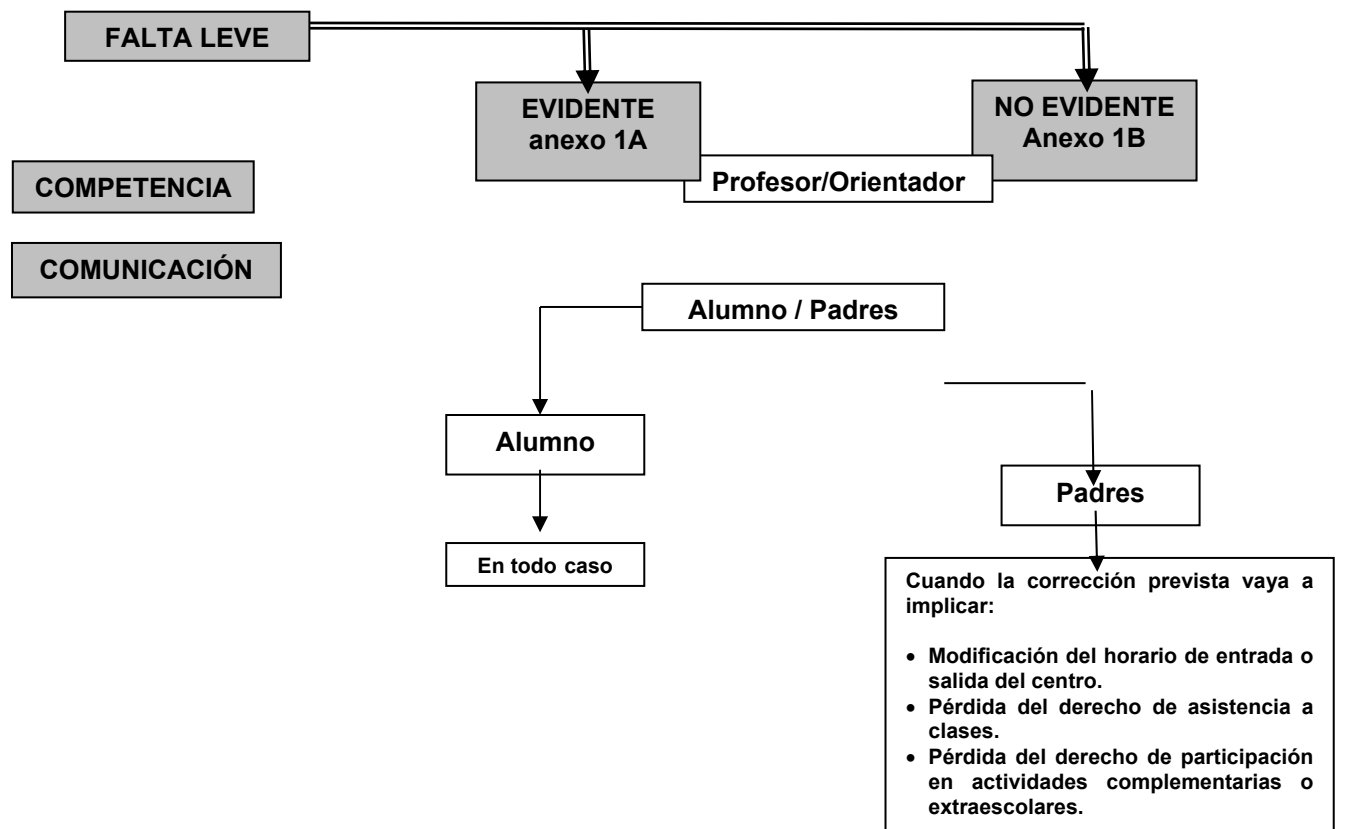 FALTA LEVE
EVIDENTE
anexo 1A
NO EVIDENTE
Anexo 1B
Profesor/Orientador
COMPETENCIA
COMUNICACIÓN
Alumno / Padres
Alumno
Padres
En todo caso
Cuando la corrección prevista vaya a
implicar:
• Modificación del horario de entrada o
salida del centro.
• Pérdida del derecho de asistencia a
clases.
• Pérdida del derecho de participación
en actividades complementarias o
extraescolares.